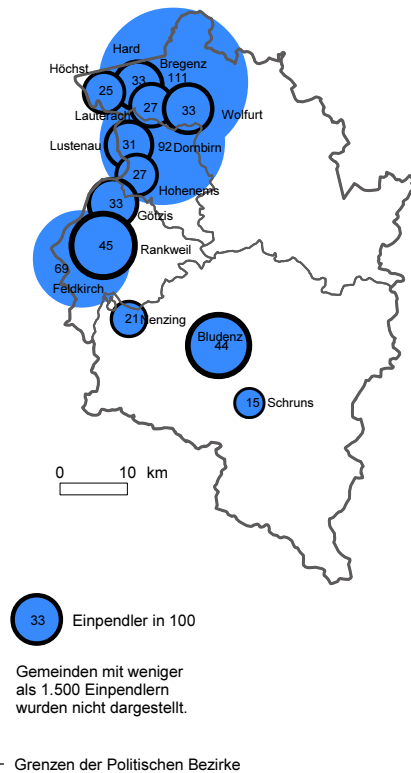 Hard
Bregenz
Höchst
33
111
25
27
33
Lauterach
Wolfurt
Lustenau
31
92
Dornbirn
27
Hohenems
33
Götzis
45
Rankweil
69
Feldkirch
21
Nenzing
Bludenz
44
15
Schruns
0 10 km
33 Einpendler in 100
Gemeinden mit weniger
als 1.500 Einpendlern
wurden nicht dargestellt.
Grenzen der Politischen Bezirke